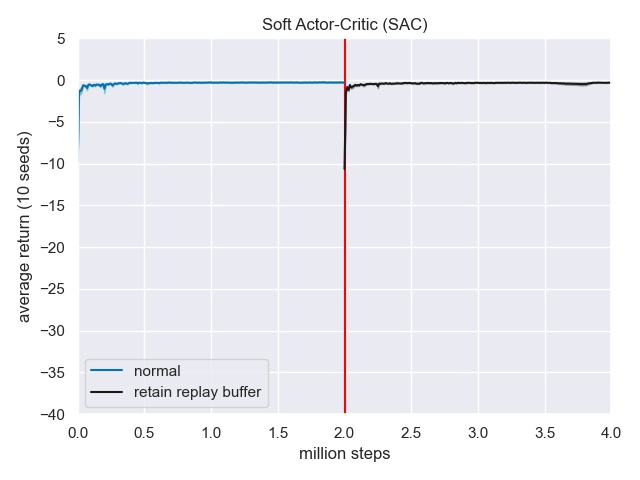 Soft Actor-Critic (SAC)
5
0
−5
−10
−15
−20
−25
−30
−35
−40
average return (10 seeds)
normal
retain replay buffer
0.0 0.5 1.0 1.5 2.0 2.5 3.0 3.5 4.0
million steps